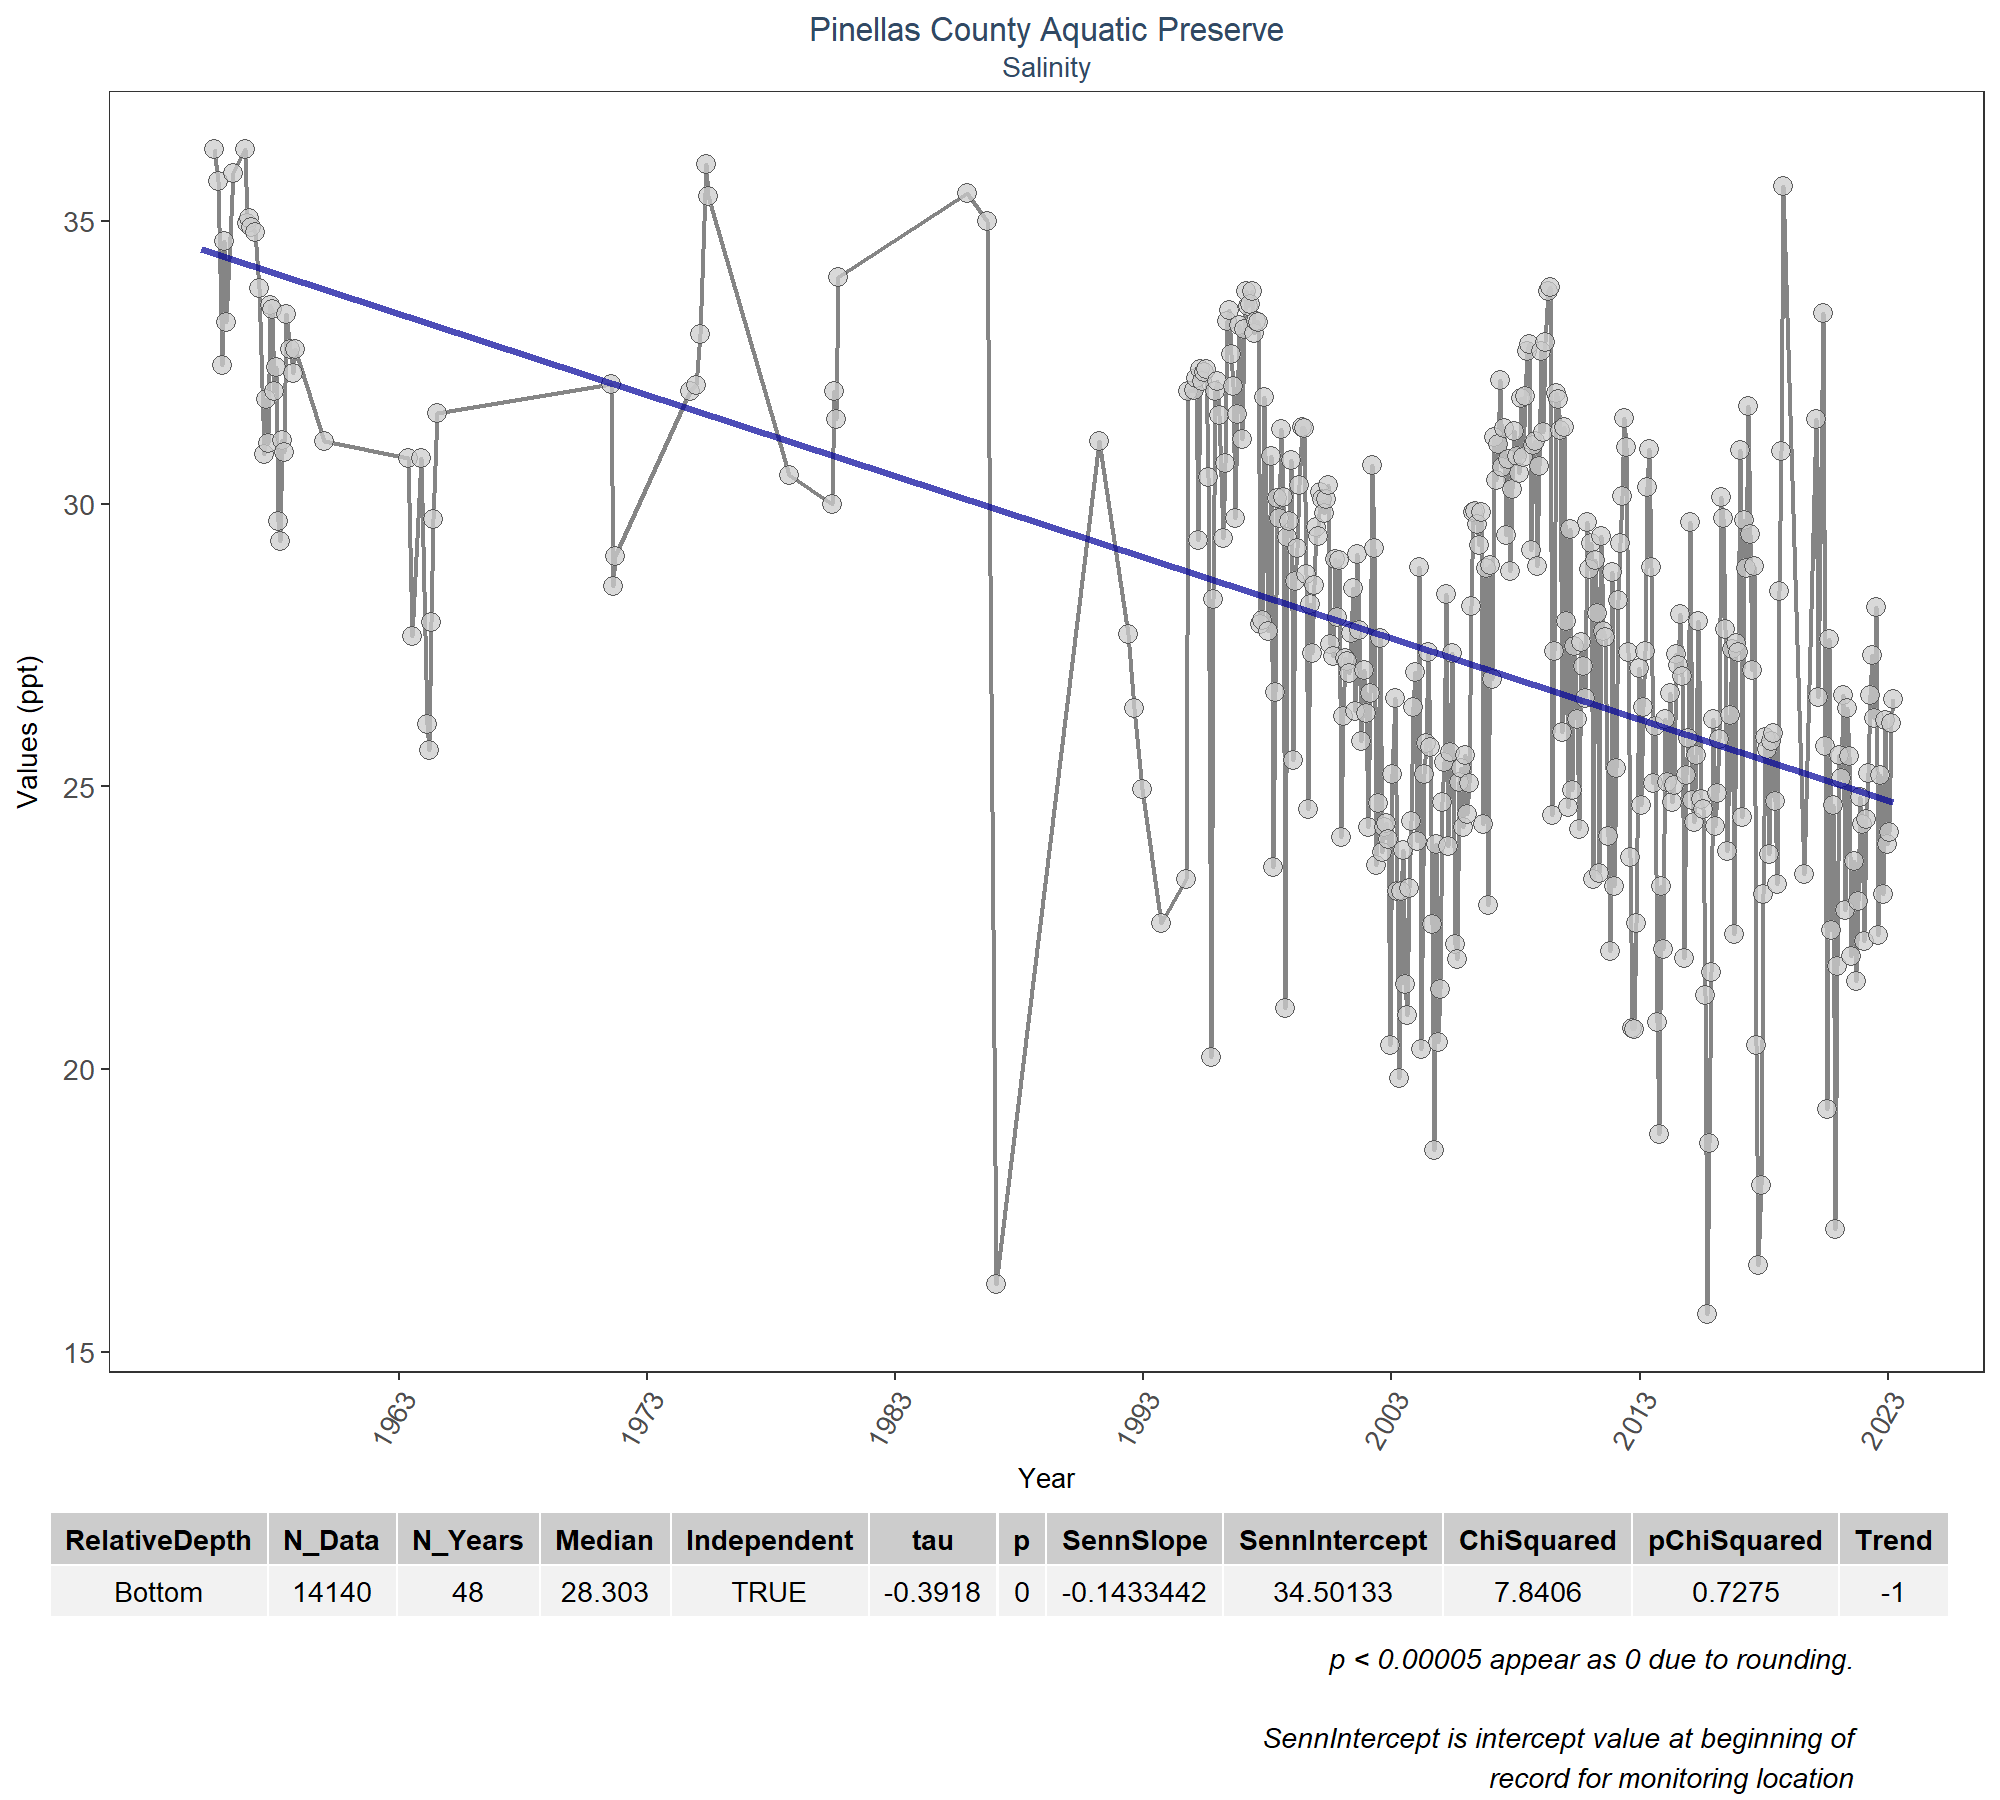 Pinellas County Aquatic Preserve
Salinity
Values (ppt)
35
30
25
20
15
1963 1973 1983 1993 2003 2013 2023
Year
RelativeDepth N_Data N_Years Median Independent tau p SennSlope SennIntercept ChiSquared pChiSquared Trend
Bottom 14140 48 28.303 TRUE -0.3918 0 -0.1433442 34.50133 7.8406 0.7275 -1
p < 0.00005 appear as 0 due to rounding.
SennIntercept is intercept value at beginning of
record for monitoring location